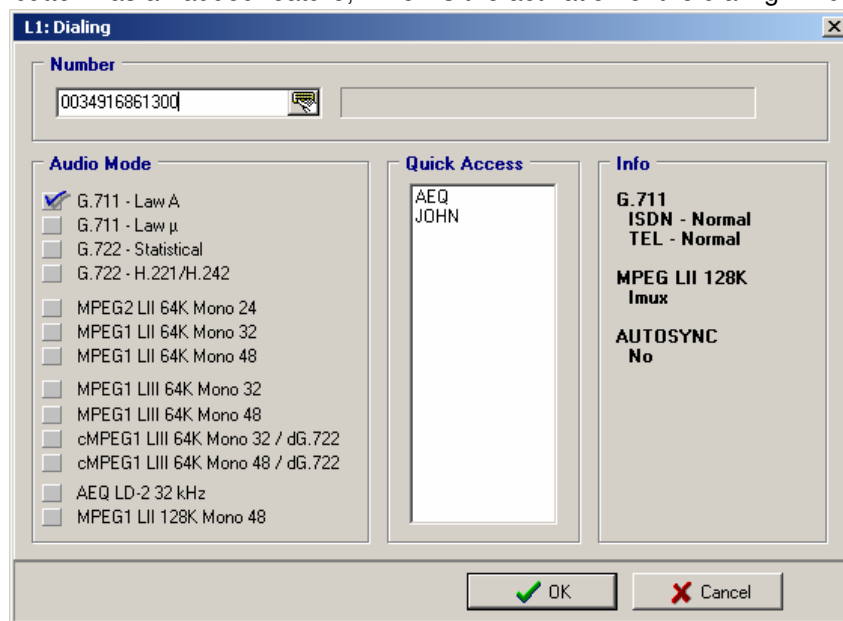 L1: Dialing
Number
0034916861300
Audio Mode
G.711 - Law A
G.711 - Law µ
G.722 - Statistical
G.722 - H.221/H.242
MPEG2 LII 64K Mono 24
MPEG1 LII 64K Mono 32
MPEG1 LII 64K Mono 48
MPEG1 LIII 64K Mono 32
MPEG1 LIII 64K Mono 48
cMPEG1 LIII 64K Mono 32 / dG.722
cMPEG1 LIII 64K Mono 48 / dG.722
AEQ LD-2 32 kHz
MPEG1 LII 128K Mono 48
Quick Access
AEQ
JOHN
Info
G.711
ISDN - Normal
TEL - Normal
MPEG LII 128K
Imux
AUTOSYNC
No
OK
Cancel